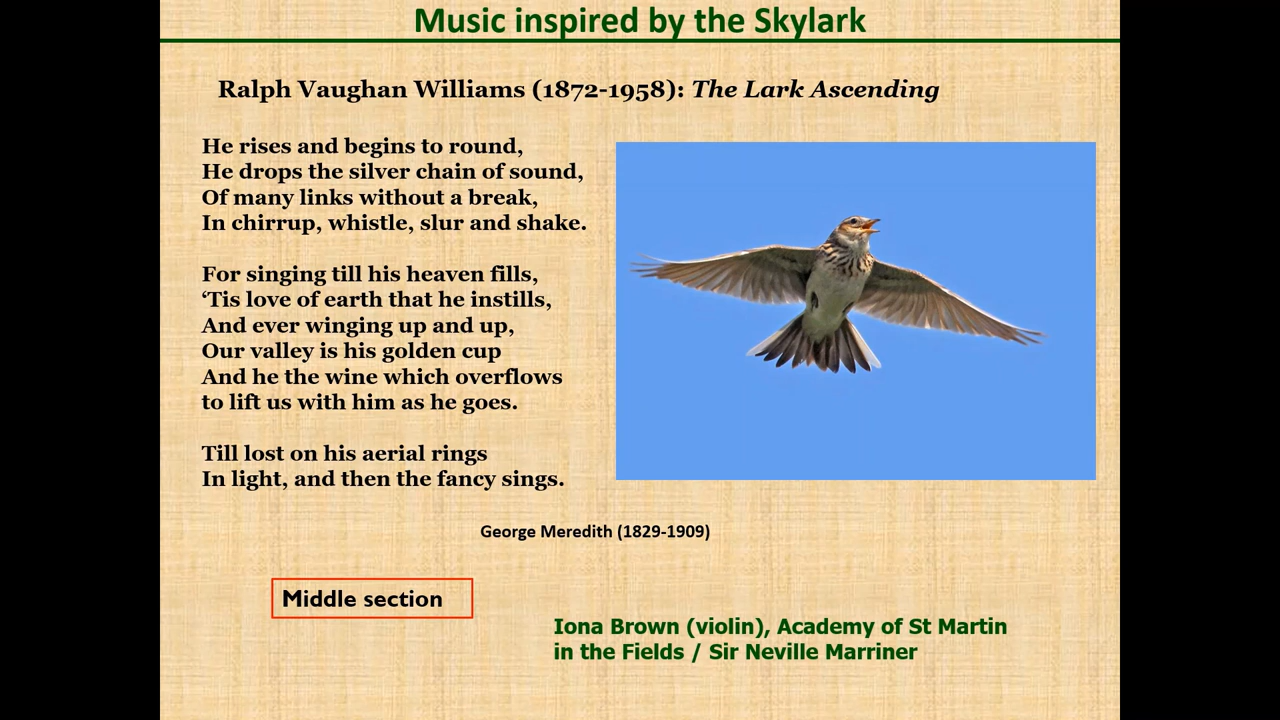 Music inspired by the Skylark
Ralph Vaughan Williams (1872-1958): The Lark Ascending
He rises and begins to round,
He drops the silver chain of sound,
Of many links without a break,
In chirrup, whistle, slur and shake.
For singing till his heaven fills,
‘Tis love of earth that he instills,
And ever winging up and up,
Our valley is his golden cup
And he the wine which overflows
to lift us with him as he goes.
Till lost on his aerial rings
In light, and then the fancy sings.
George Meredith (1829-1909)
Middle section
Iona Brown (violin), Academy of St Martin
in the Fields / Sir Neville Marriner